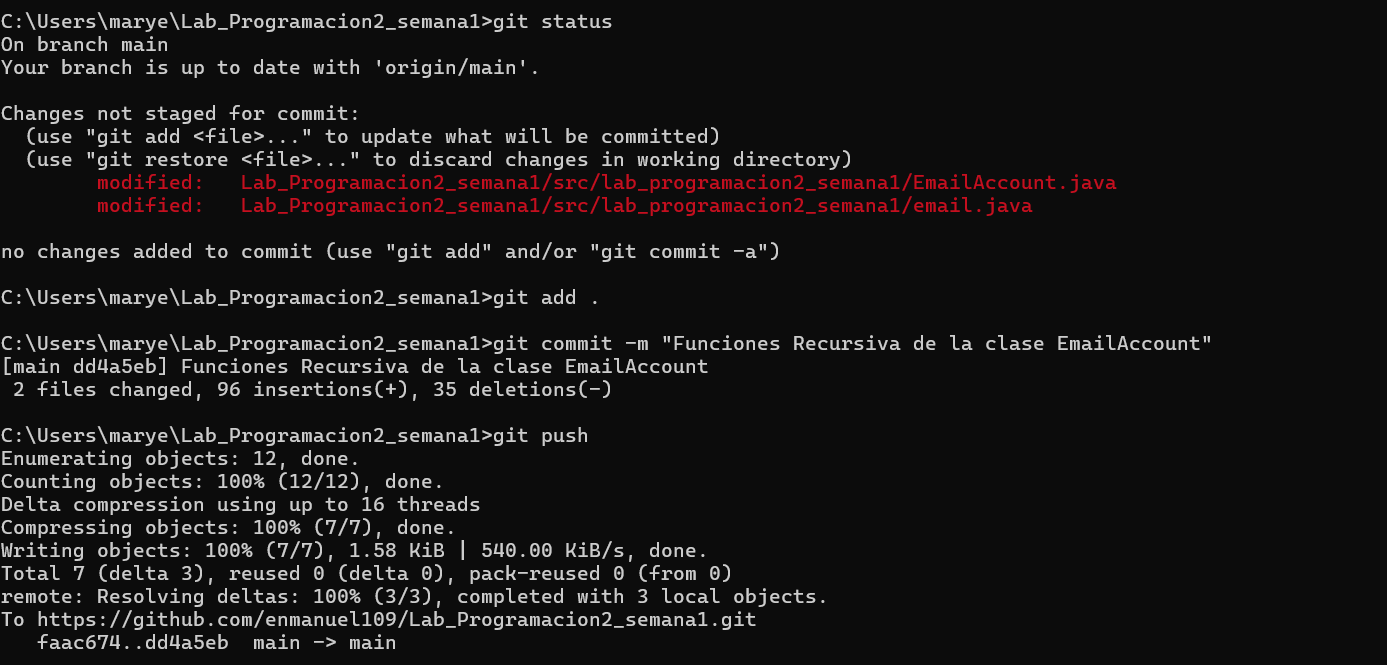 C:\Users\marye\Lab_Programacion2_semana1>git status
On branch main
Your branch is up to date with 'origin/main'.

Changes not staged for commit:
  (use "git add <file>..." to update what will be committed)
  (use "git restore <file>..." to discard changes in working directory)
        modified:   Lab_Programacion2_semana1/src/lab_programacion2_semana1/EmailAccount.java
        modified:   Lab_Programacion2_semana1/src/lab_programacion2_semana1/email.java

no changes added to commit (use "git add" and/or "git commit -a")

C:\Users\marye\Lab_Programacion2_semana1>git add .

C:\Users\marye\Lab_Programacion2_semana1>git commit -m "Funciones Recursiva de la clase EmailAccount"
[main dd4a5eb] Funciones Recursiva de la clase EmailAccount
 2 files changed, 96 insertions(+), 35 deletions(-)

C:\Users\marye\Lab_Programacion2_semana1>git push
Enumerating objects: 12, done.
Counting objects: 100% (12/12), done.
Delta compression using up to 16 threads
Compressing objects: 100% (7/7), done.
Writing objects: 100% (7/7), 1.58 KiB | 540.00 KiB/s, done.
Total 7 (delta 3), reused 0 (delta 0), pack-reused 0 (from 0)
remote: Resolving deltas: 100% (3/3), completed with 3 local objects.
To https://github.com/enmanuel109/Lab_Programacion2_semana1.git
   faac674..dd4a5eb  main -> main